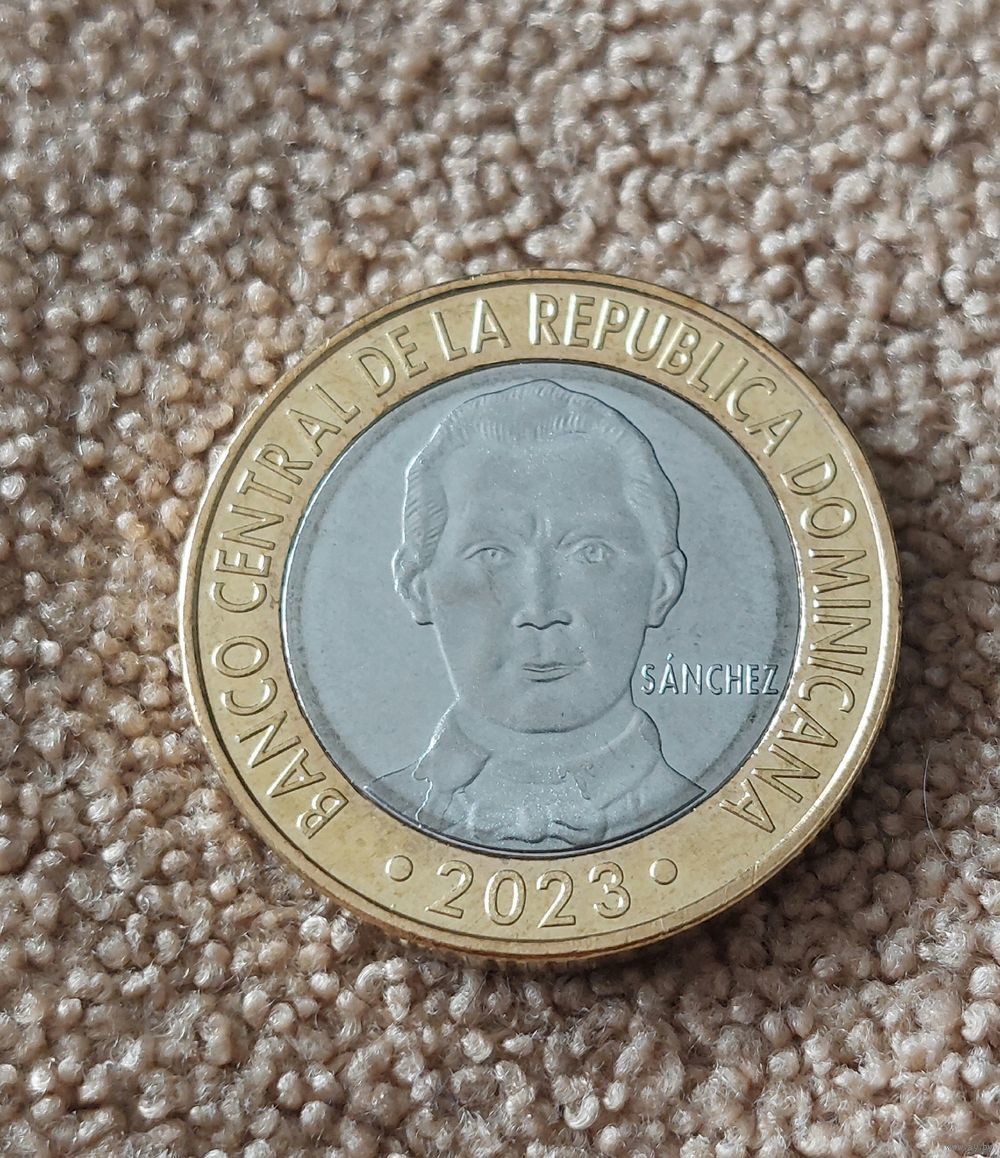 BANCO CENTRAL DE LA REPUBLICA DOMINICANA
SÁNCHEZ
• 2023 •